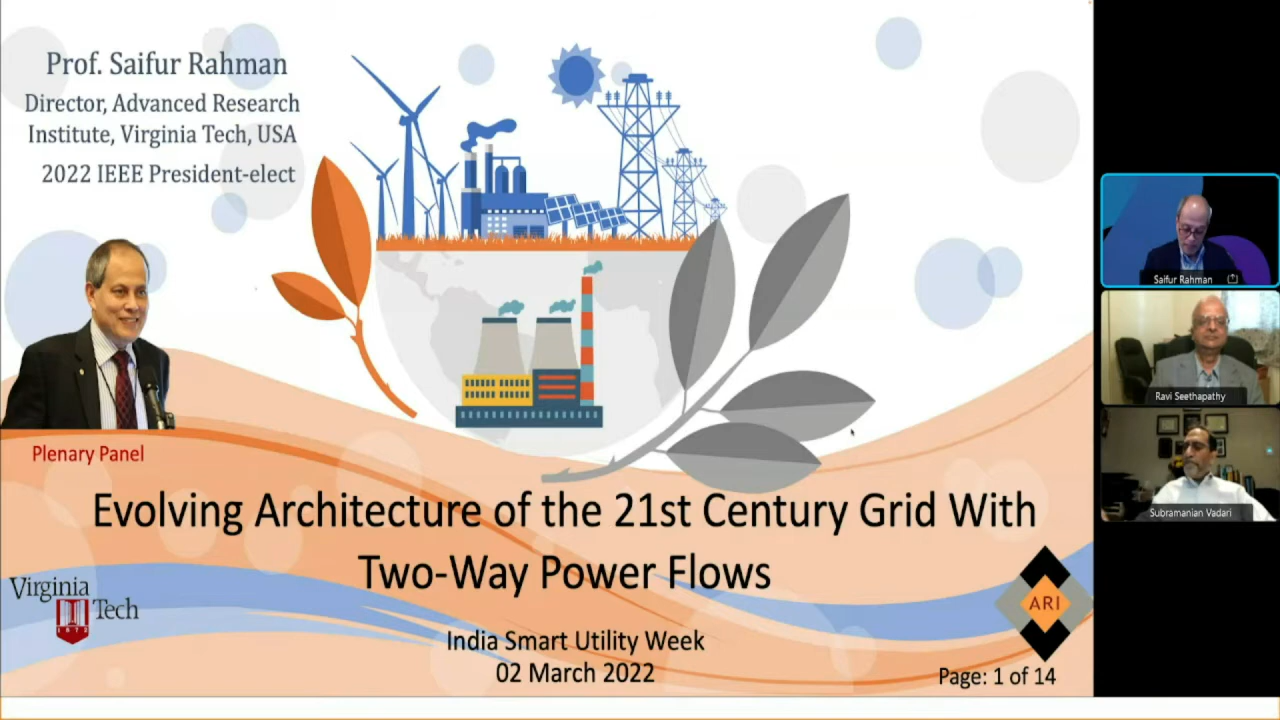 Prof. Saifur Rahman
Director, Advanced Research
Institute, Virginia Tech, USA
2022 IEEE President-elect
Plenary Panel
Evolving Architecture of the 21st Century Grid With
Two-Way Power Flows
India Smart Utility Week
02 March 2022
Virginia
Tech
ARI
Page: 1 of 14
Saifur Rahman
Ravi Seethapathy
Subramanian Vadari